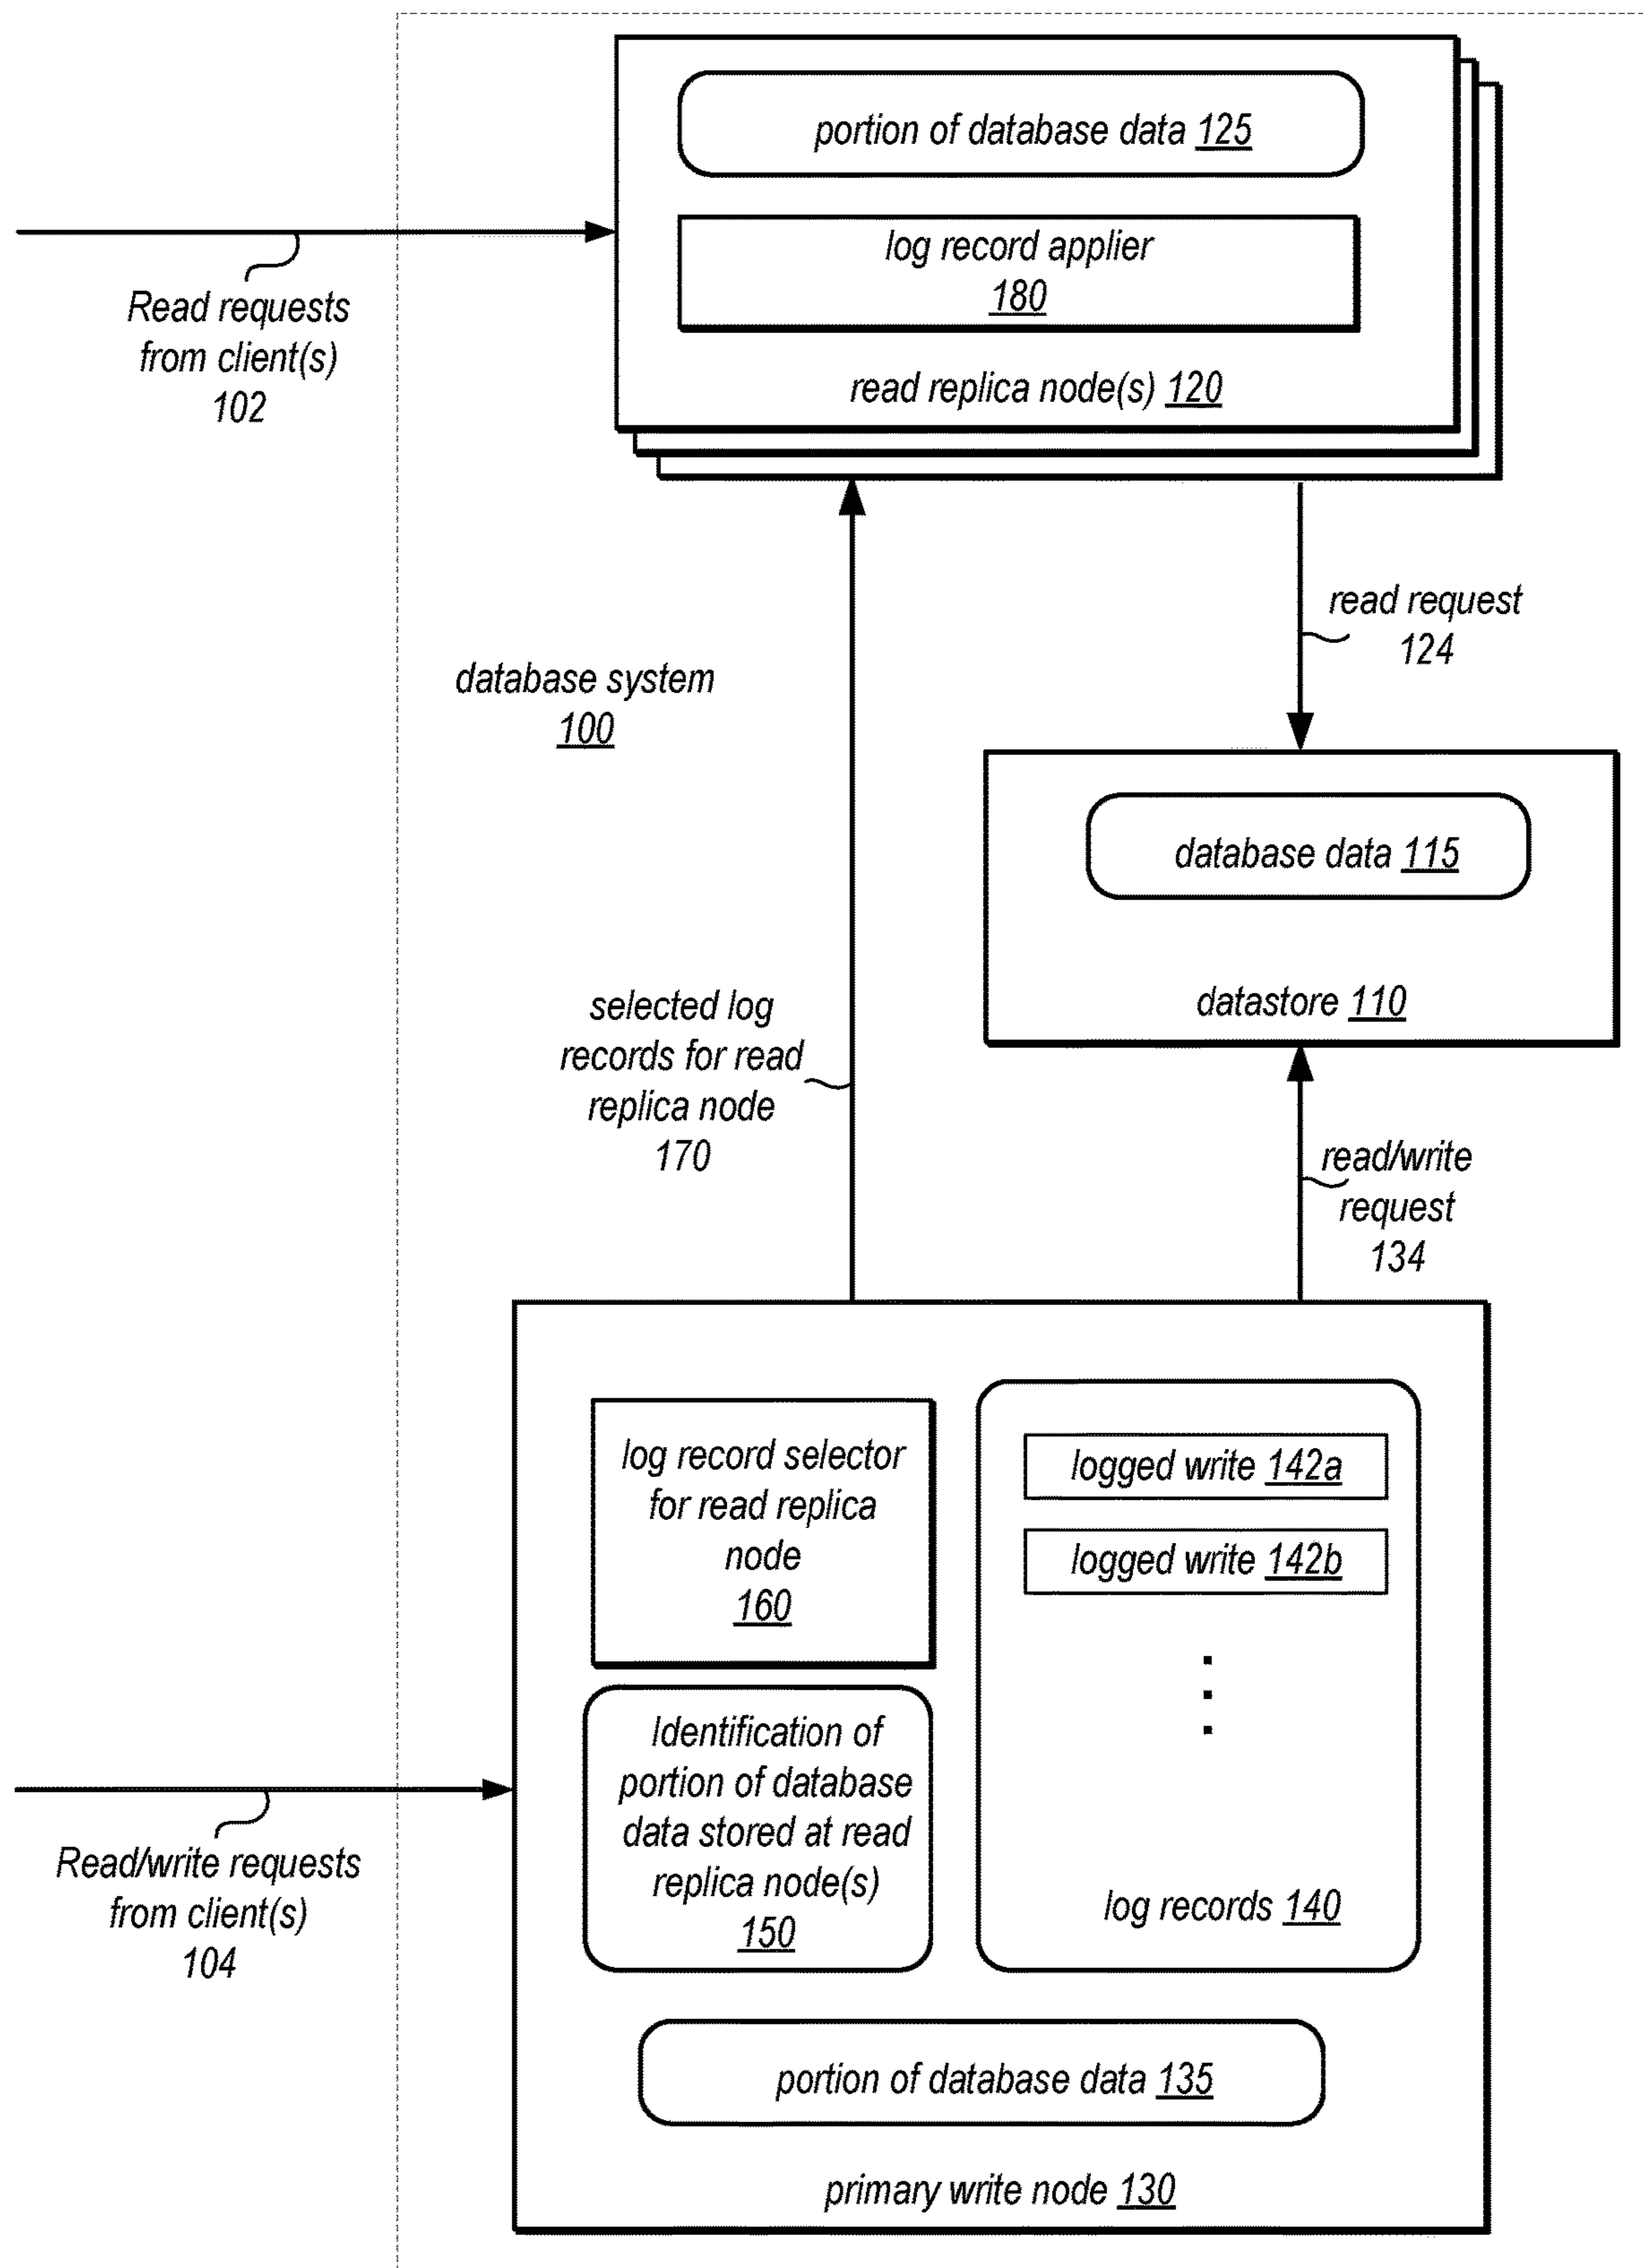 portion of database data 125
log record applier
180
read replica node(s) 120
Read requests
from client(s)
102
read request
124
database system
100
database data 115
datastore 110
selected log
records for read
replica node
170
read/write
request
134
log record selector
for read replica
node
160
logged write 142a
logged write 142b
Identification of
portion of database
data stored at read
replica node(s)
150
log records 140
Read/write requests
from client(s)
104
portion of database data 135
primary write node 130